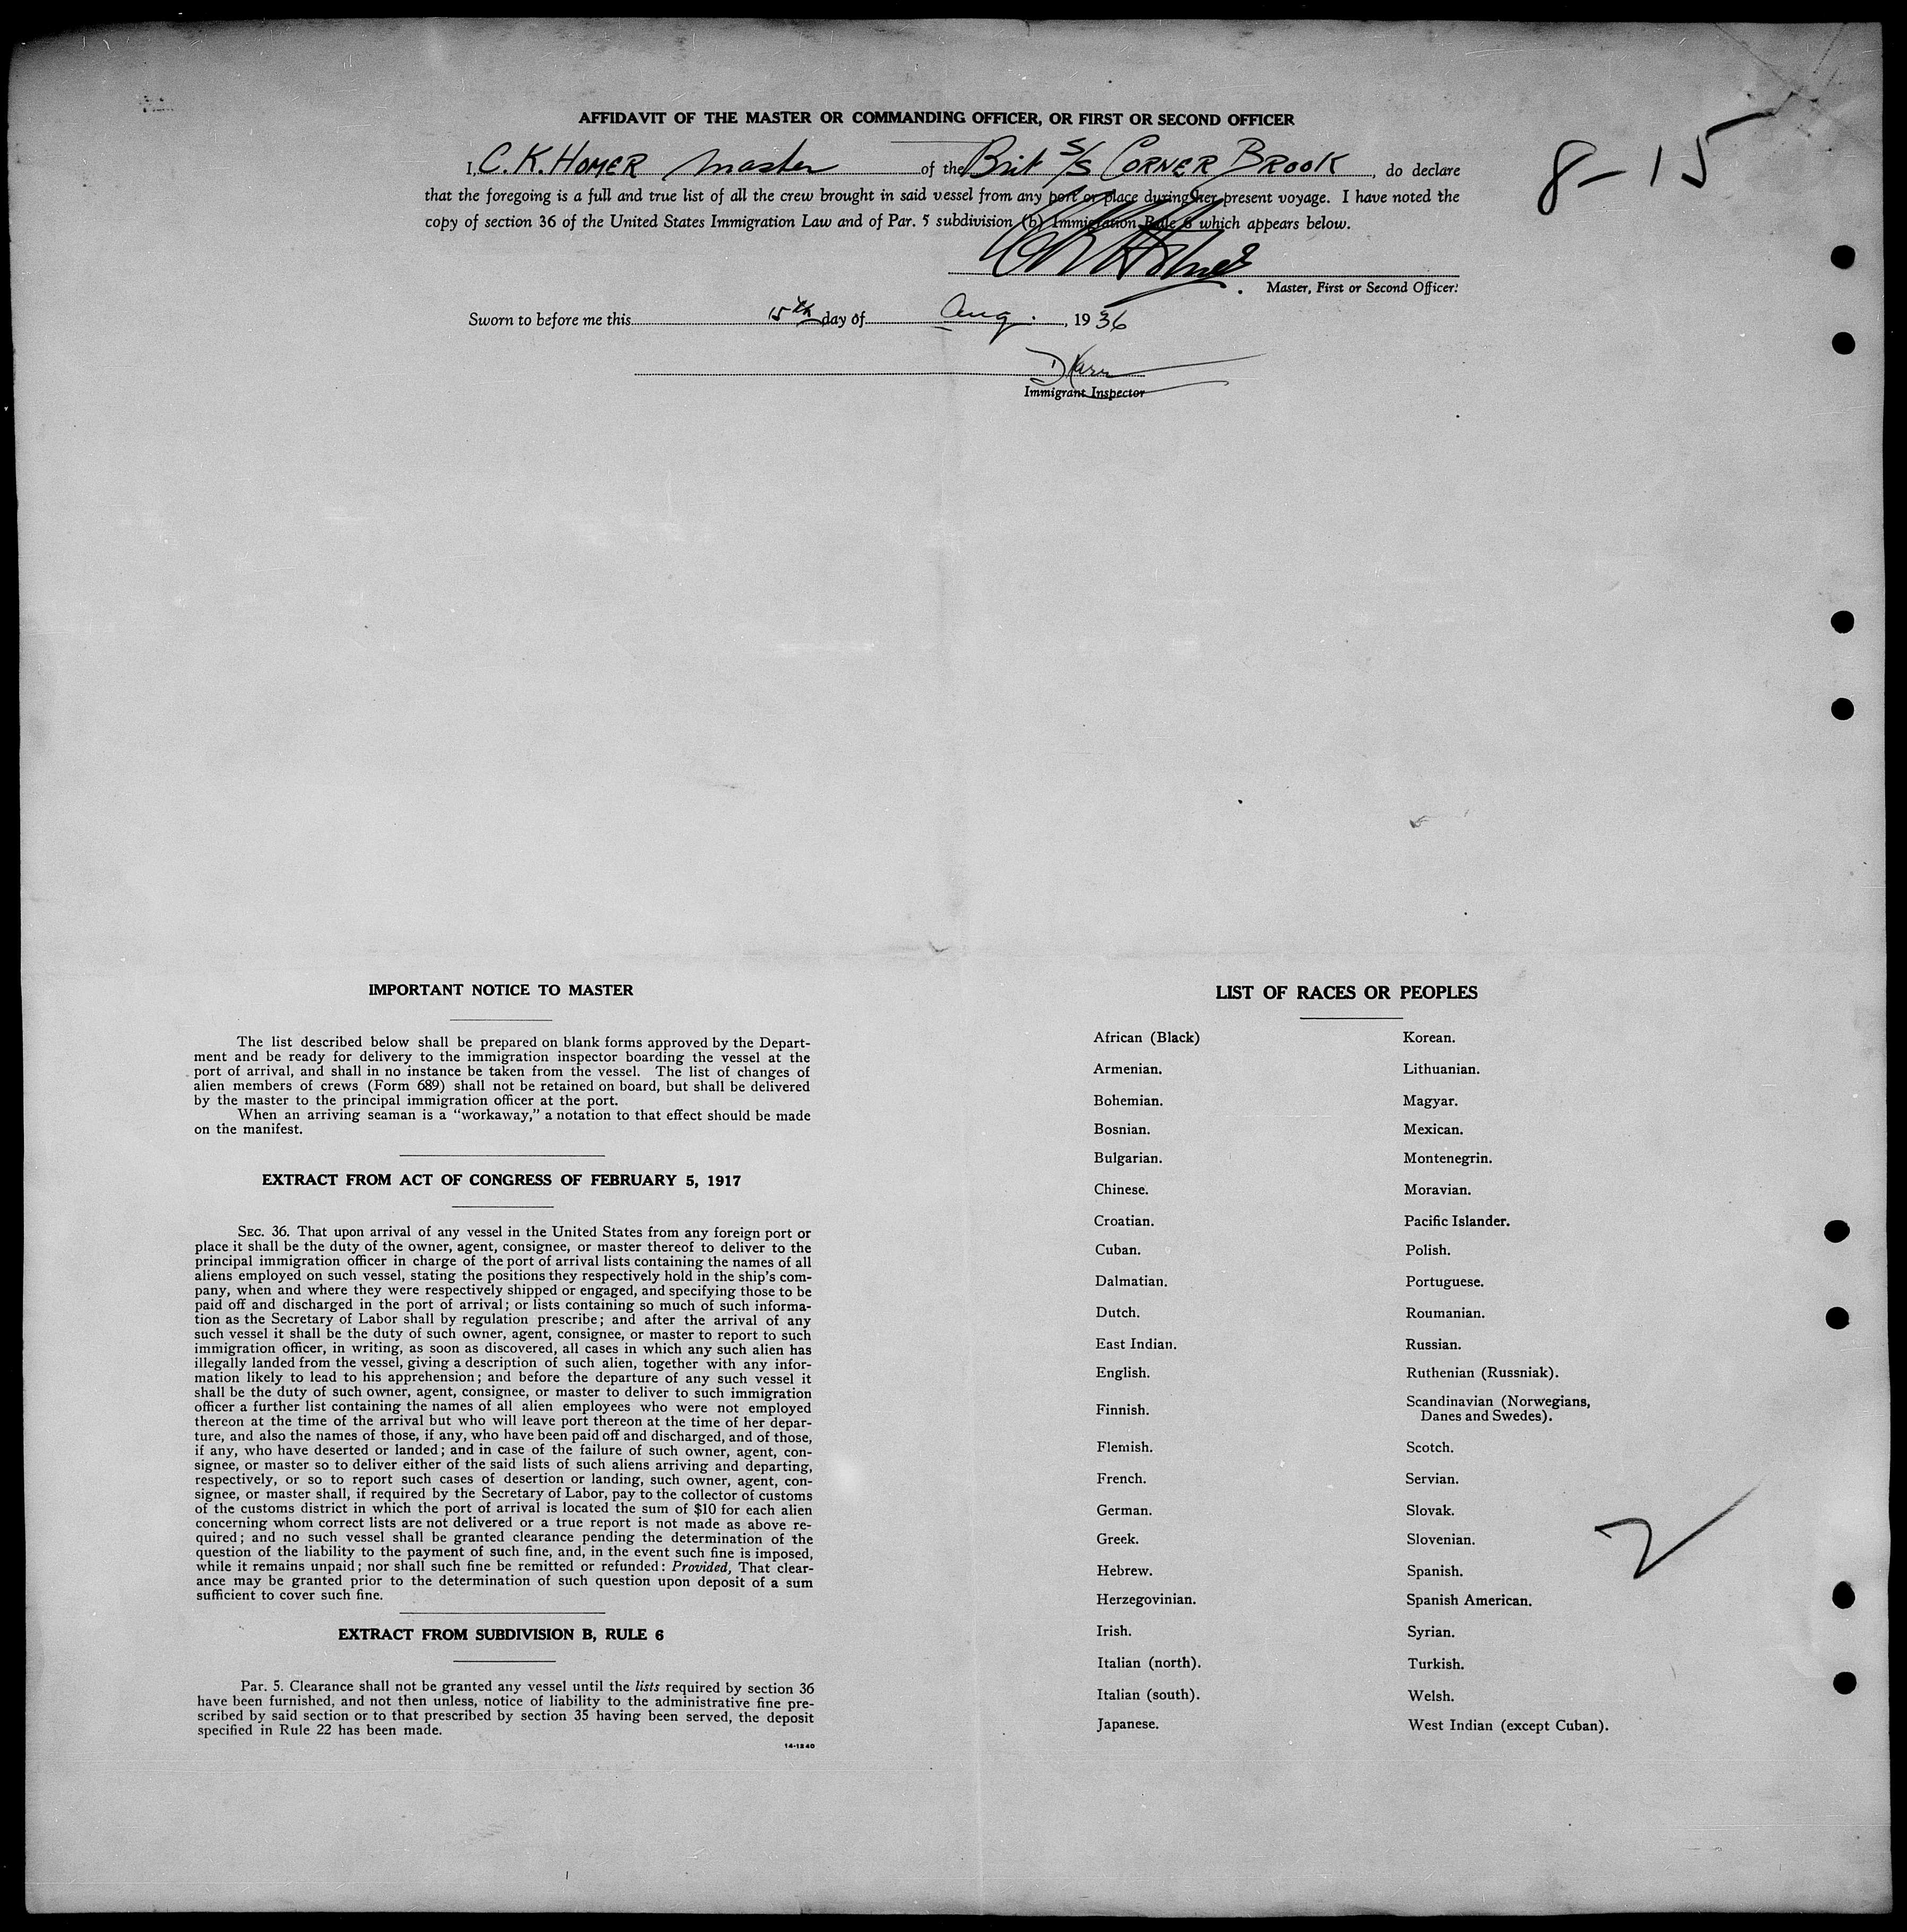 AFFIDAVIT OF THE MASTER OR COMMANDING OFFICER, OR FIRST OR SECOND OFFICER
8-15
I, C. K. HOMER Master of the Brit S/S CORNER BROOK, do declare
that the foregoing is a full and true list of all the crew brought in said vessel from any port or place during her present voyage. I have noted the
copy of section 36 of the United States Immigration Law and of Par. 5 subdivision (b) Immigration Rule 6 which appears below.
Master, First or Second Officer.
Sworn to before me this 15th day of Aug., 1936
Immigrant Inspector
IMPORTANT NOTICE TO MASTER
The list described below shall be prepared on blank forms approved by the Depart-
ment and be ready for delivery to the immigration inspector boarding the vessel at the
port of arrival, and shall in no instance be taken from the vessel. The list of changes of
alien members of crews (Form 689) shall not be retained on board, but shall be delivered
by the master to the principal immigration officer at the port.
When an arriving seaman is a "workaway," a notation to that effect should be made
on the manifest.
EXTRACT FROM ACT OF CONGRESS OF FEBRUARY 5, 1917
SEC. 36. That upon arrival of any vessel in the United States from any foreign port or
place it shall be the duty of the owner, agent, consignee, or master thereof to deliver to the
principal immigration officer in charge of the port of arrival lists containing the names of all
aliens employed on such vessel, stating the positions they respectively hold in the ship's com-
pany, when and where they were respectively shipped or engaged, and specifying those to be
paid off and discharged in the port of arrival; or lists containing so much of such informa-
tion as the Secretary of Labor shall by regulation prescribe; and after the arrival of any
such vessel it shall be the duty of such owner, agent, consignee, or master to report to such
immigration officer, in writing, as soon as discovered, all cases in which any such alien has
illegally landed from the vessel, giving a description of such alien, together with any infor-
mation likely to lead to his apprehension; and before the departure of any such vessel it
shall be the duty of such owner, agent, consignee, or master to deliver to such immigration
officer a further list containing the names of all alien employees who were not employed
thereon at the time of the arrival but who will leave port thereon at the time of her depar-
ture, and also the names of those, if any, who have been paid off and discharged, and of those,
if any, who have deserted or landed; and in case of the failure of such owner, agent, con-
signee, or master so to deliver either of the said lists of such aliens arriving and departing,
respectively, or so to report such cases of desertion or landing, such owner, agent, con-
signee, or master shall, if required by the Secretary of Labor, pay to the collector of customs
of the customs district in which the port of arrival is located the sum of $10 for each alien
concerning whom correct lists are not delivered or a true report is not made as above re-
quired; and no such vessel shall be granted clearance pending the determination of the
question of the liability to the payment of such fine, and, in the event such fine is imposed,
while it remains unpaid; nor shall such fine be remitted or refunded: Provided, That clear-
ance may be granted prior to the determination of such question upon deposit of a sum
sufficient to cover such fine.
EXTRACT FROM SUBDIVISION B, RULE 6
Par. 5. Clearance shall not be granted any vessel until the lists required by section 36
have been furnished, and not then unless, notice of liability to the administrative fine pre-
scribed by said section or to that prescribed by section 35 having been served, the deposit
specified in Rule 22 has been made.
14-1240
LIST OF RACES OR PEOPLES
African (Black)
Armenian.
Bohemian.
Bosnian.
Bulgarian.
Chinese.
Croatian.
Cuban.
Dalmatian.
Dutch.
East Indian.
English.
Finnish.
Flemish.
French.
German.
Greek.
Hebrew.
Herzegovinian.
Irish.
Italian (north).
Italian (south).
Japanese.
Korean.
Lithuanian.
Magyar.
Mexican.
Montenegrin.
Moravian.
Pacific Islander.
Polish.
Portuguese.
Roumanian.
Russian.
Ruthenian (Russniak).
Scandinavian (Norwegians,
Danes and Swedes).
Scotch.
Servian.
Slovak.
Slovenian.
Spanish.
Spanish American.
Syrian.
Turkish.
Welsh.
West Indian (except Cuban).